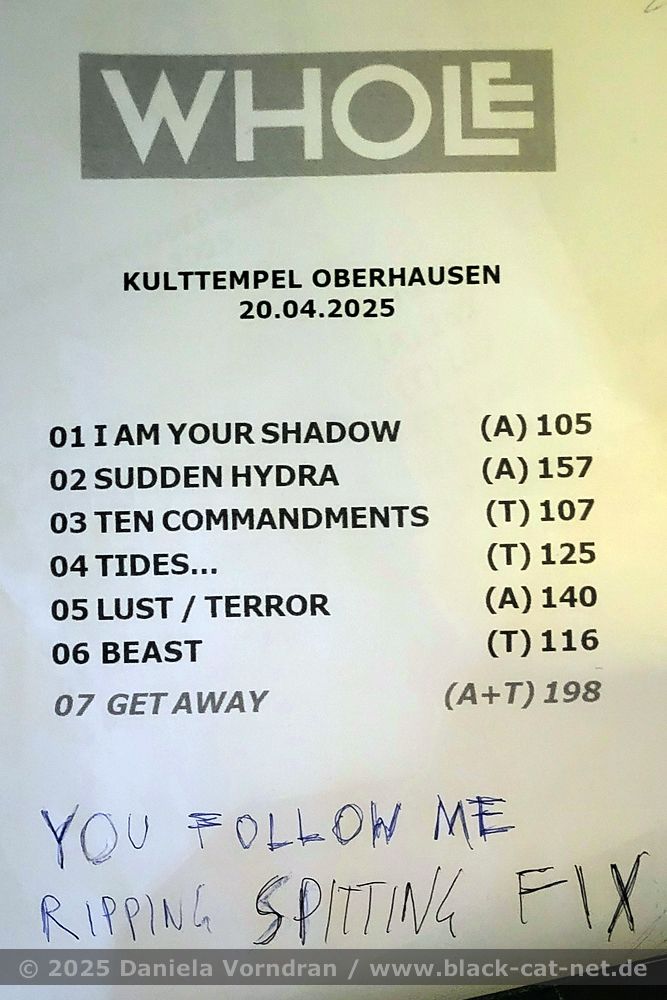 WHOLE
KULTTEMPEL OBERHAUSEN
20.04.2025
01 I AM YOUR SHADOW (A) 105
02 SUDDEN HYDRA (A) 157
03 TEN COMMANDMENTS (T) 107
04 TIDES... (T) 125
05 LUST / TERROR (A) 140
06 BEAST (T) 116
07 GET AWAY (A+T) 198
YOU FOLLOW ME
RIPPING SPITTING FIX
© 2025 Daniela Vorndran / www.black-cat-net.de